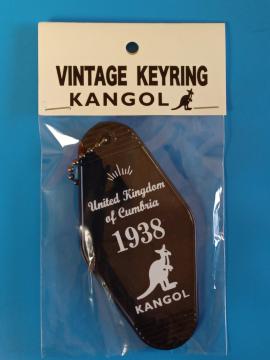 VINTAGE KEYRING
KANGOL
United Kingdom
of Cumbria
1938
KANGOL